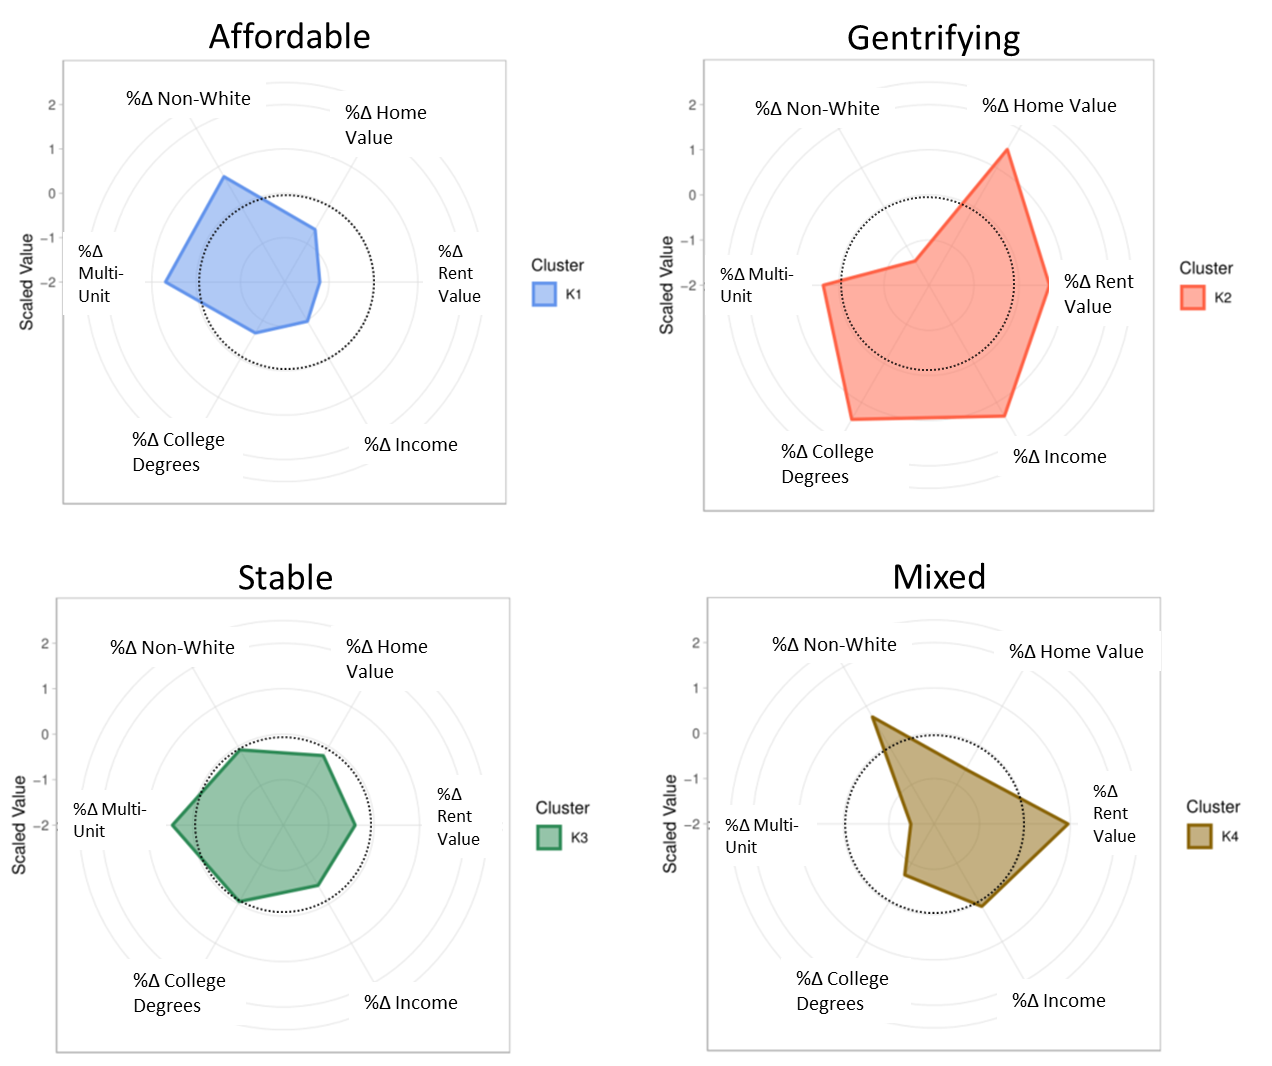 Affordable
%Δ Non-White
%Δ Home
Value
2
1
0
−1
−2
Scaled Value
%Δ
Multi-
Unit
%Δ
Rent
Value
%Δ College
Degrees
%Δ Income
Cluster
K1
Gentrifying
%Δ Non-White
%Δ Home Value
2
1
0
−1
−2
Scaled Value
%Δ Multi-
Unit
%Δ Rent
Value
%Δ College
Degrees
%Δ Income
Cluster
K2
Stable
%Δ Non-White
%Δ Home
Value
2
1
0
−1
−2
Scaled Value
%Δ Multi-
Unit
%Δ
Rent
Value
%Δ College
Degrees
%Δ Income
Cluster
K3
Mixed
%Δ Non-White
%Δ Home Value
2
1
0
−1
−2
Scaled Value
%Δ Multi-
Unit
%Δ
Rent
Value
%Δ College
Degrees
%Δ Income
Cluster
K4